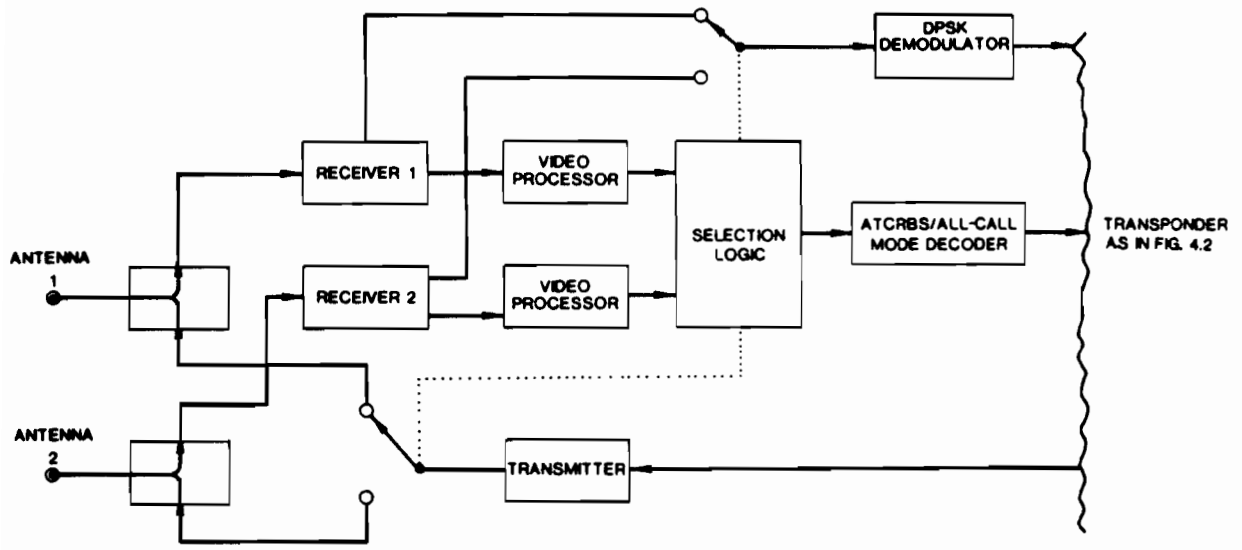 DPSK
DEMODULATOR
RECEIVER 1
VIDEO
PROCESSOR
SELECTION
LOGIC
ATCRBS/ALL-CALL
MODE DECODER
TRANSPONDER
AS IN FIG. 4.2
ANTENNA
1
RECEIVER 2
VIDEO
PROCESSOR
ANTENNA
2
TRANSMITTER